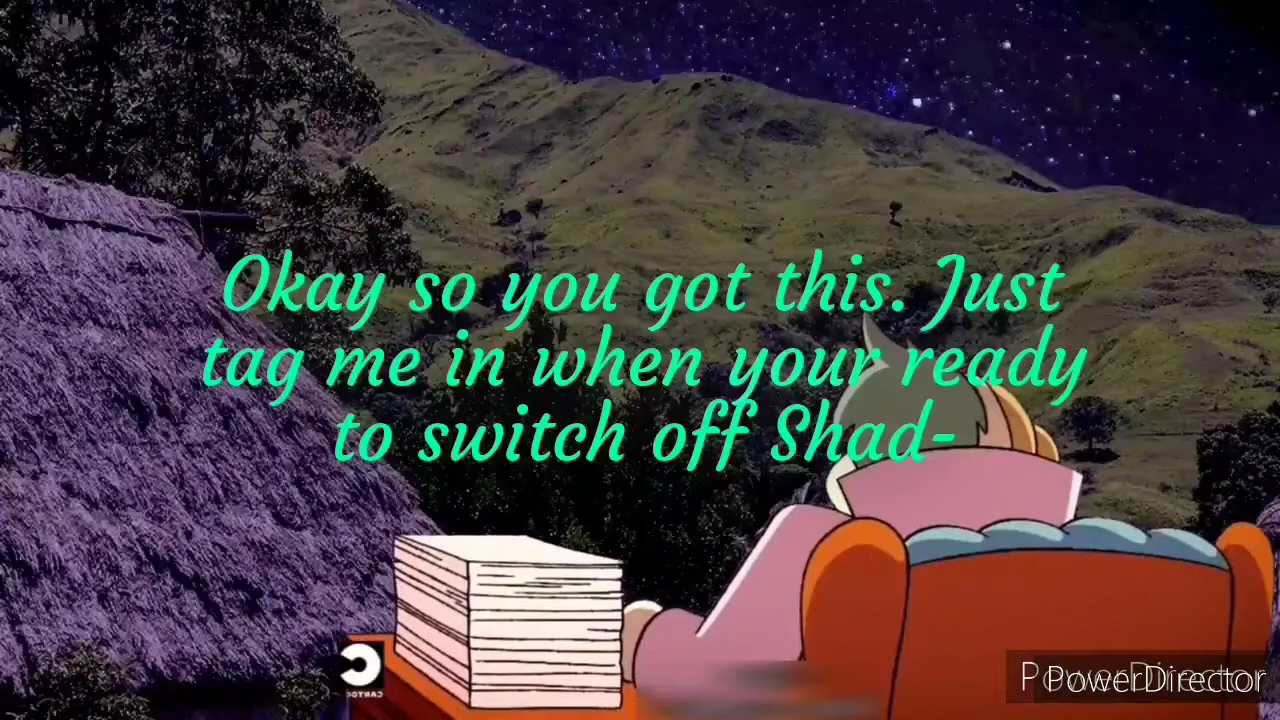 Okay so you got this. Just
tag me in when your ready
to switch off Shad-
PowerDirector